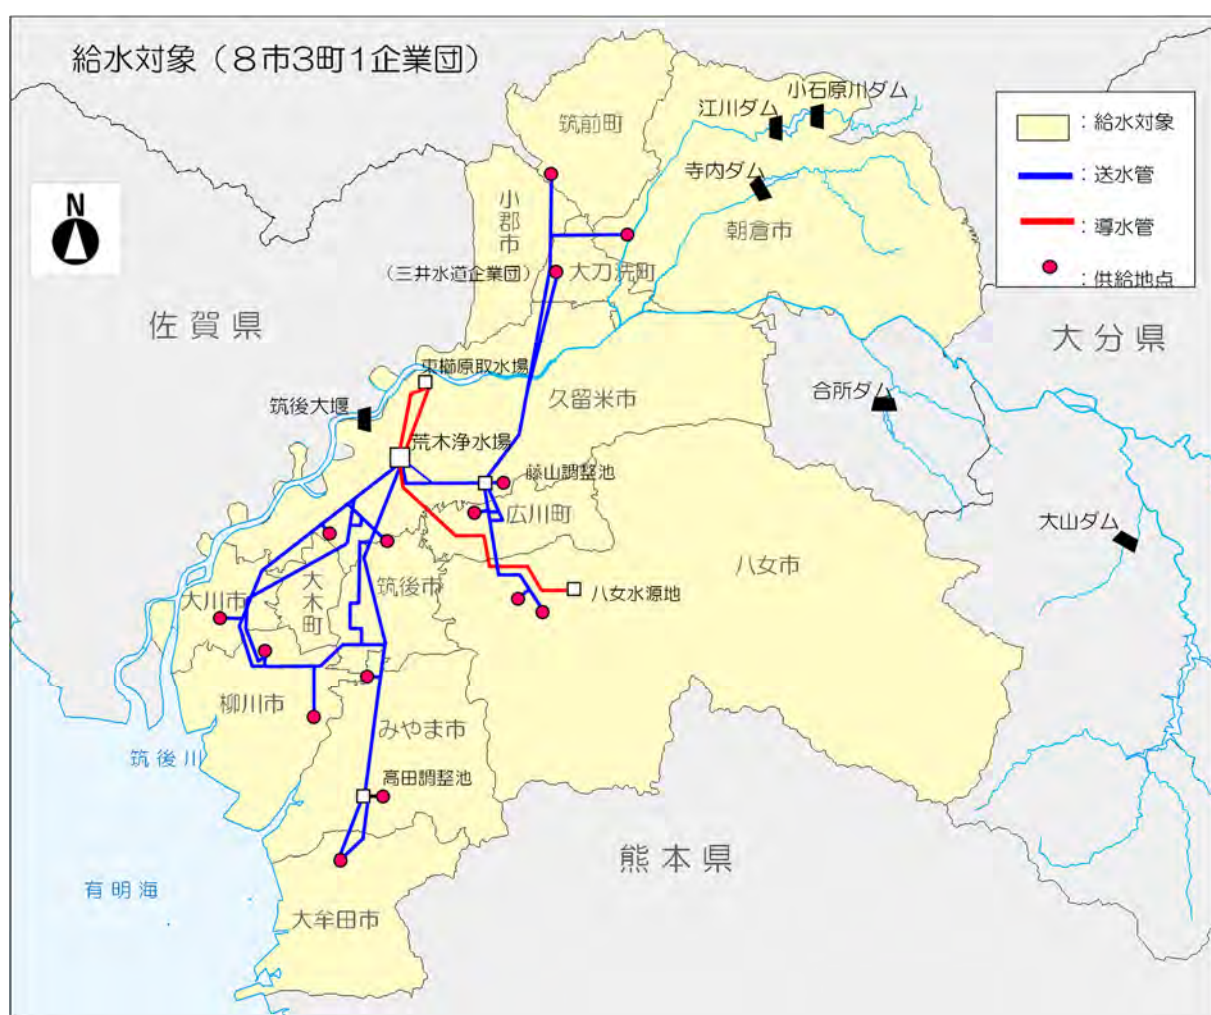 給水対象（８市3町1企業団）
小石原川ダム
江川ダム
筑前町
：給水対象
寺内ダム
：送水管
N
小郡市
朝倉市
：導水管
（三井水道企業団）
大刀洗町
：供給地点
佐賀県
大分県
東櫛原取水場
合所ダム
久留米市
筑後大堰
荒木浄水場
藤山調整池
広川町
大山ダム
八女市
筑後市
大木町
八女水源地
大川市
柳川市
みやま市
筑後川
高田調整池
熊本県
有明海
大牟田市